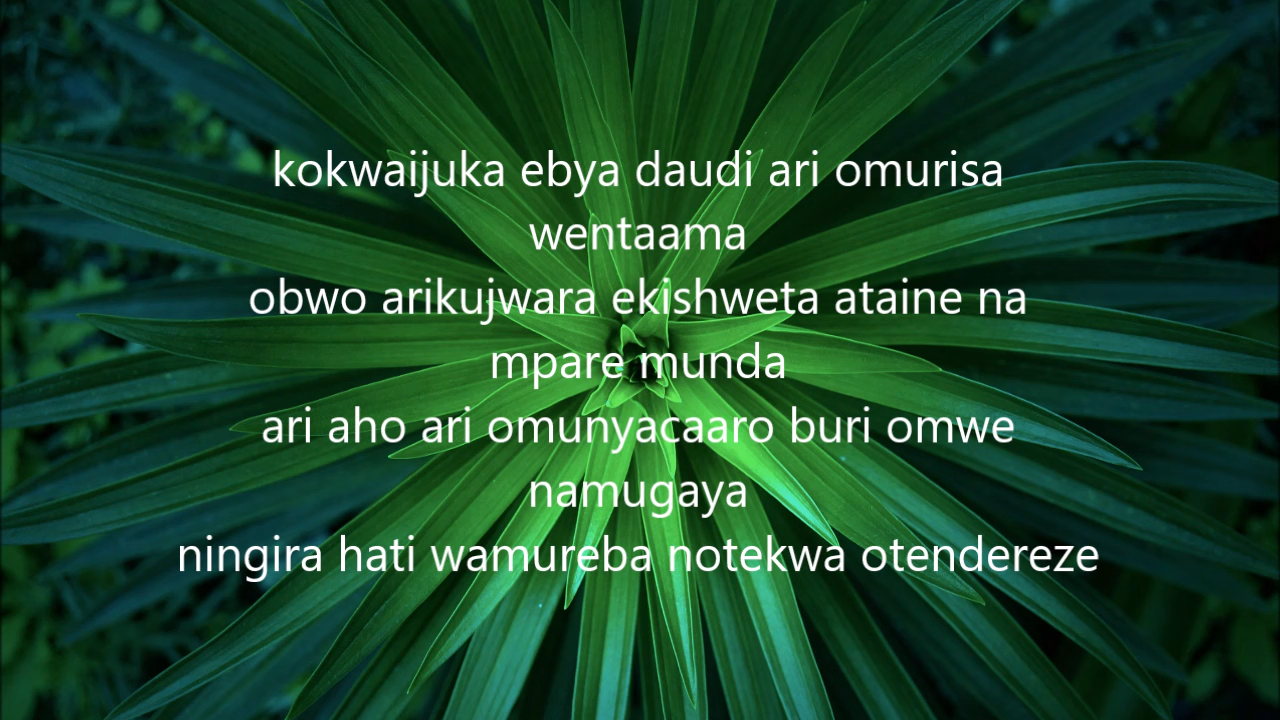 kokwaijuka ebya daudi ari omurisa
wentaama
obwo arikujwara ekishweta ataine na
mpare munda
ari aho ari omunyacaaro buri omwe
namugaya
ningira hati wamureba notekwa otendereze